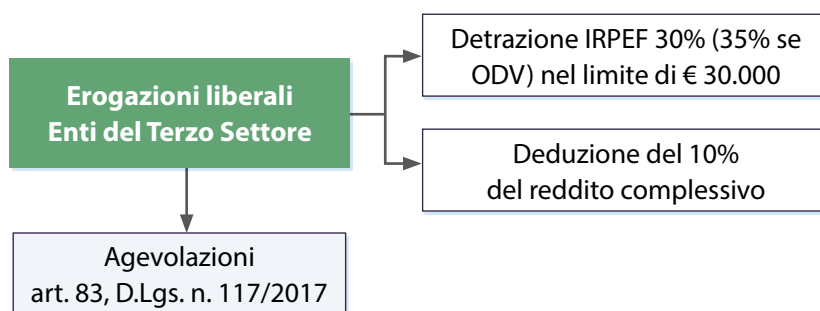 Erogazioni liberali
Enti del Terzo Settore
Detrazione IRPEF 30% (35% se
ODV) nel limite di € 30.000
Deduzione del 10%
del reddito complessivo
Agevolazioni
art. 83, D.Lgs. n. 117/2017